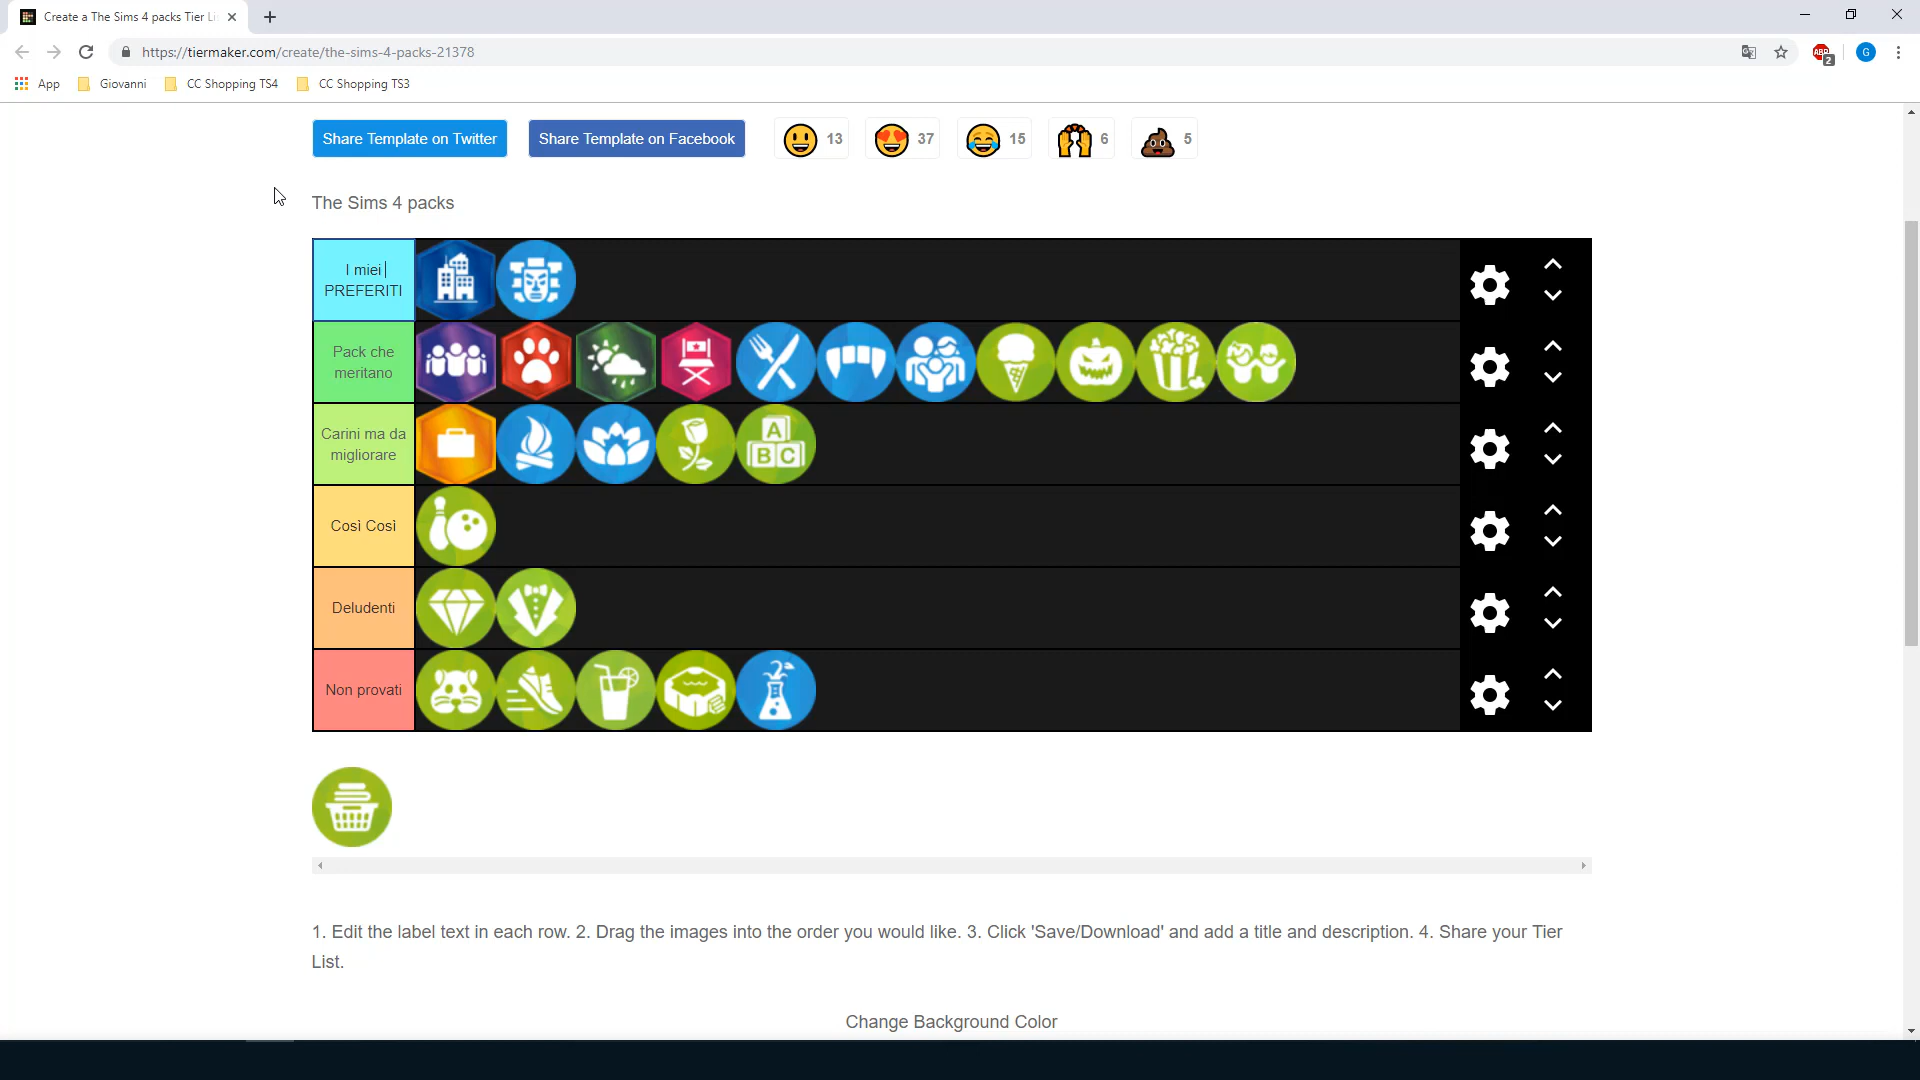 Create a The Sims 4 packs Tier Li
https://tiermaker.com/create/the-sims-4-packs-21378
ABP
2
G
App
Giovanni
CC Shopping TS4
CC Shopping TS3
Share Template on Twitter
Share Template on Facebook
13
37
15
6
5
The Sims 4 packs
I miei
PREFERITI
Pack che
meritano
Carini ma da
migliorare
A
B C
Così Così
Deludenti
Non provati
1. Edit the label text in each row. 2. Drag the images into the order you would like. 3. Click 'Save/Download' and add a title and description. 4. Share your Tier
List.
Change Background Color